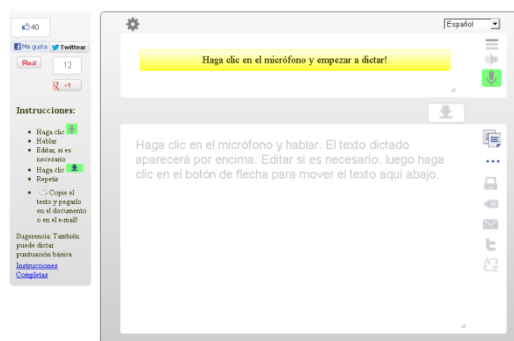 40
Me gusta
Twittear
Pin it
12
+1
Instrucciones:
Haga clic
Hablar
Editar, si es
necesario
Haga clic
Repetir
Copie el
texto y pegarlo
en el documento
o en el e-mail!
Sugerencia: También
puede dictar
puntuación básica
Instrucciones
Completas
Español
Haga clic en el micrófono y empezar a dictar!
Haga clic en el micrófono y hablar. El texto dictado
aparecerá por encima. Editar si es necesario, luego haga
clic en el botón de flecha para mover el texto aquí abajo.